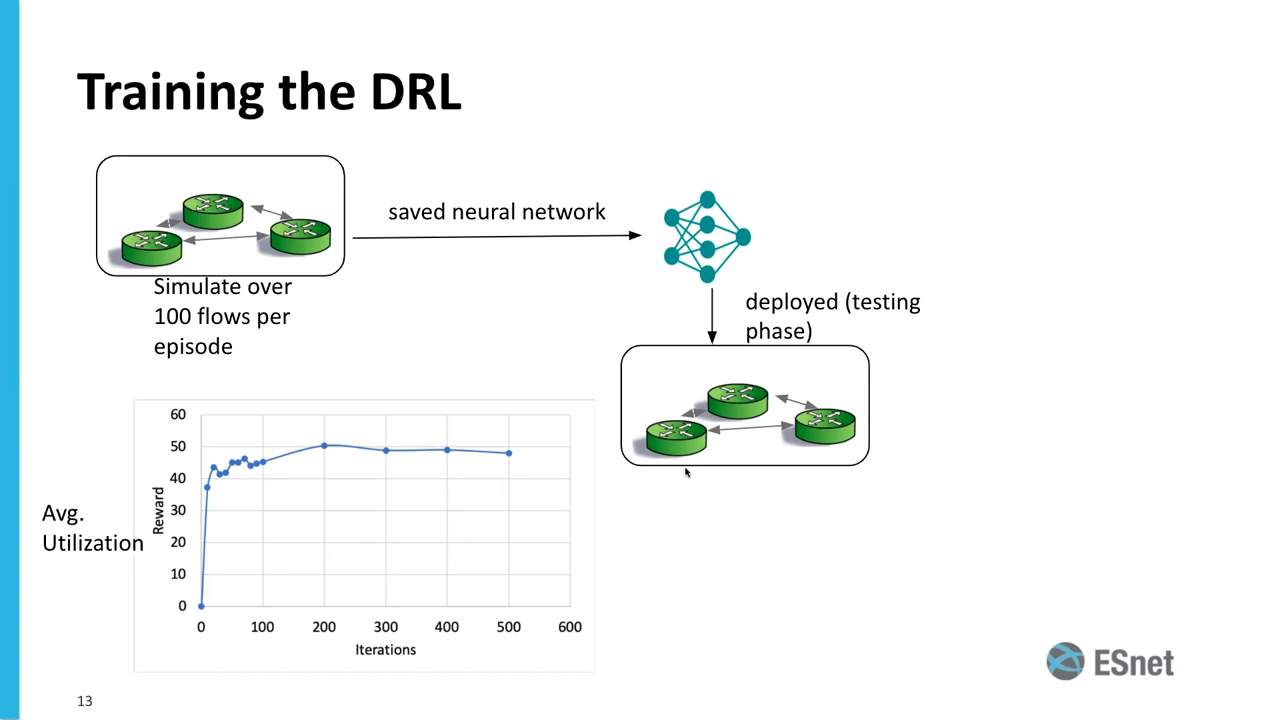 Training the DRL
saved neural network
Simulate over
100 flows per
episode
deployed (testing
phase)
Avg.
Utilization
Reward
60
50
40
30
20
10
0
0 100 200 300 400 500 600
Iterations
ESnet
13